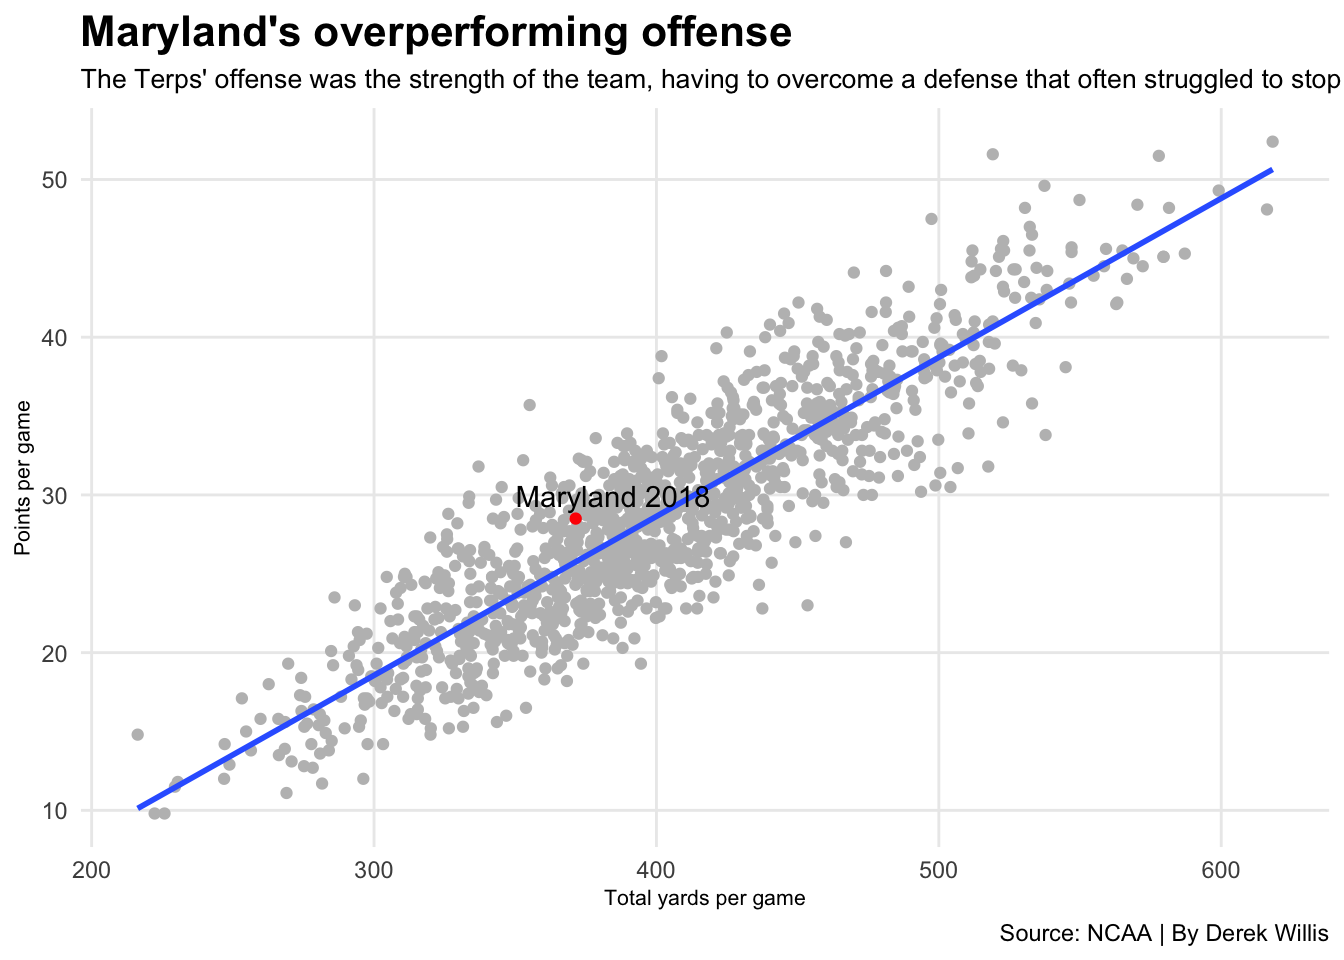 Maryland's overperforming offense
The Terps' offense was the strength of the team, having to overcome a defense that often struggled to stop
50
40
30
20
10
Points per game
Maryland 2018
200 300 400 500 600
Total yards per game
Source: NCAA | By Derek Willis